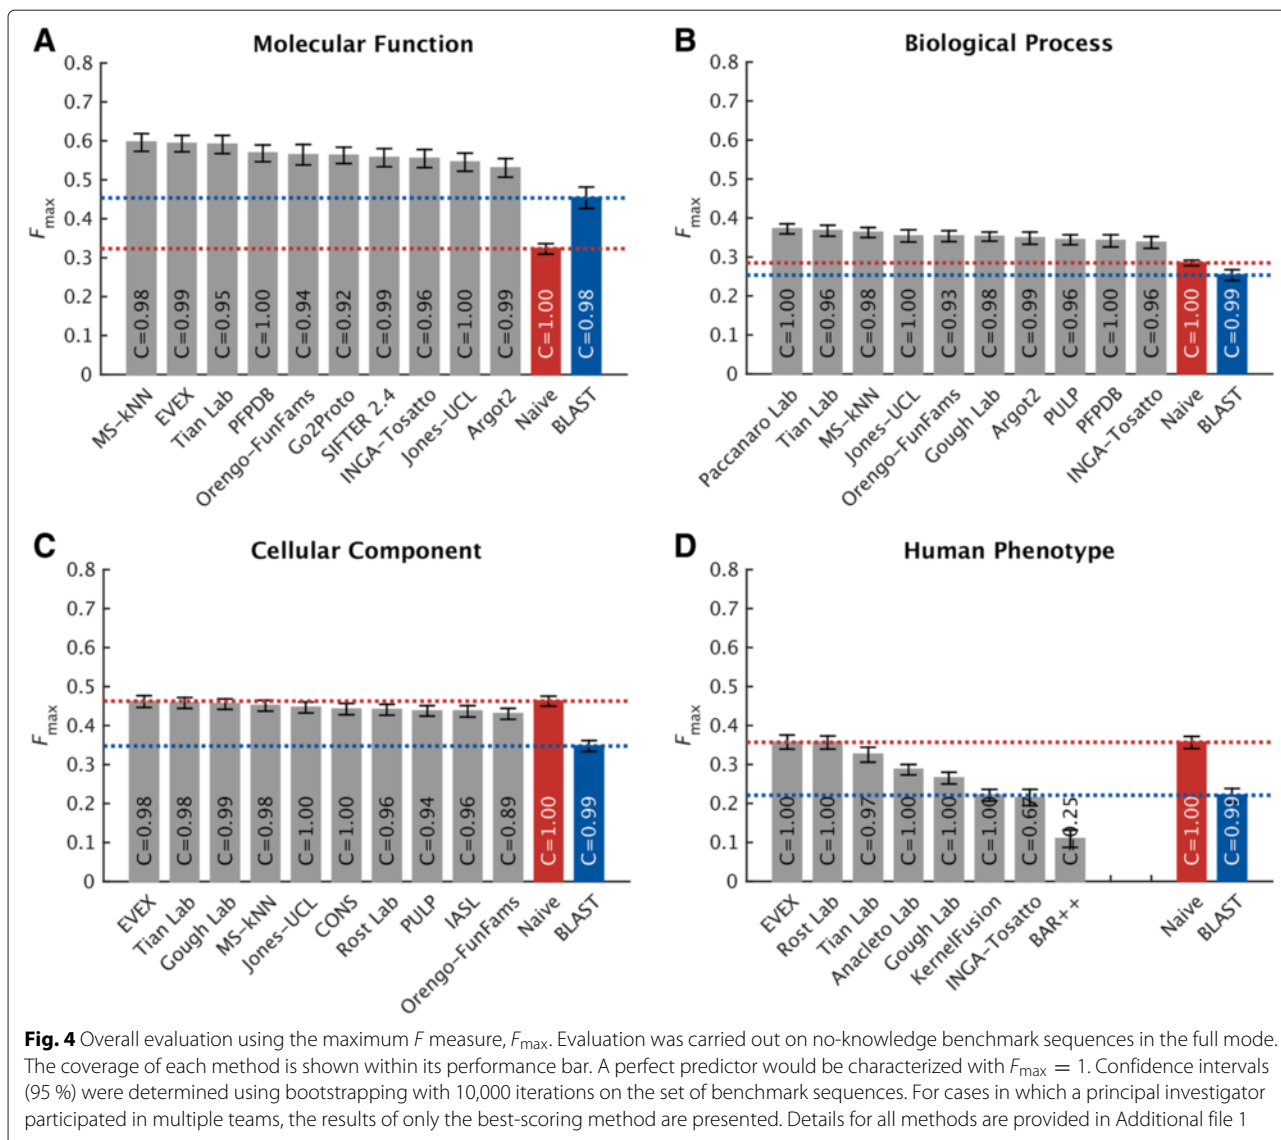 A
Molecular Function
0.8
0.7
0.6
0.5
0.4
0.3
0.2
0.1
0
Fmax
C=0.98
C=0.99
C=0.95
C=1.00
C=0.94
C=0.92
C=0.99
C=0.96
C=1.00
C=0.99
C=1.00
C=0.98
MS-kNN
EVEX
Tian Lab
PFPDB
Orengo-FunFams
Go2Proto
SIFTER 2.4
INGA-Tosatto
Jones-UCL
Argot2
Naive
BLAST
B
Biological Process
0.8
0.7
0.6
0.5
0.4
0.3
0.2
0.1
0
Fmax
C=1.00
C=0.96
C=0.98
C=1.00
C=0.93
C=0.98
C=0.99
C=0.96
C=1.00
C=0.96
C=1.00
C=0.99
Paccanaro Lab
Tian Lab
MS-kNN
Jones-UCL
Orengo-FunFams
Gough Lab
Argot2
PULP
PFPDB
INGA-Tosatto
Naive
BLAST
C
Cellular Component
0.8
0.7
0.6
0.5
0.4
0.3
0.2
0.1
0
Fmax
C=0.98
C=0.98
C=0.99
C=0.98
C=1.00
C=1.00
C=0.96
C=0.94
C=0.96
C=0.89
C=1.00
C=0.99
EVEX
Tian Lab
Gough Lab
MS-kNN
Jones-UCL
CONS
Rost Lab
PULP
IASL
Orengo-FunFams
Naive
BLAST
D
Human Phenotype
0.8
0.7
0.6
0.5
0.4
0.3
0.2
0.1
0
Fmax
C=1.00
C=1.00
C=0.97
C=1.00
C=1.00
C=1.00
C=0.25
C=1.00
C=0.99
EVEX
Rost Lab
Tian Lab
Anacleto Lab
Gough Lab
KernelFusion
INGA-Tosatto
BAR++
Naive
BLAST
Fig. 4 Overall evaluation using the maximum F measure, Fmax. Evaluation was carried out on no-knowledge benchmark sequences in the full mode.
The coverage of each method is shown within its performance bar. A perfect predictor would be characterized with Fmax = 1. Confidence intervals
(95 %) were determined using bootstrapping with 10,000 iterations on the set of benchmark sequences. For cases in which a principal investigator
participated in multiple teams, the results of only the best-scoring method are presented. Details for all methods are provided in Additional file 1